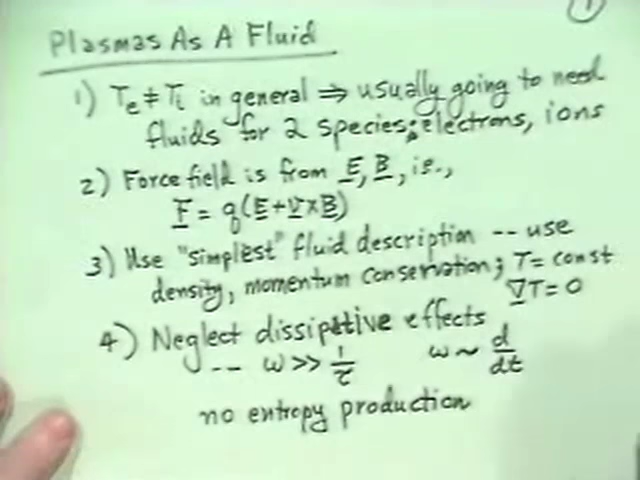 1
Plasmas As A Fluid
1) Te ≠ Ti in general ⇒ usually going to need
fluids for 2 species: electrons, ions
2) Force field is from E, B, i.e.,
F = q(E + v × B)
3) Use "simplest" fluid description -- use
density, momentum conservation; T = const
∇T = 0
4) Neglect dissipative effects
-- ω >> 1/τ ω ~ d/dt
no entropy production